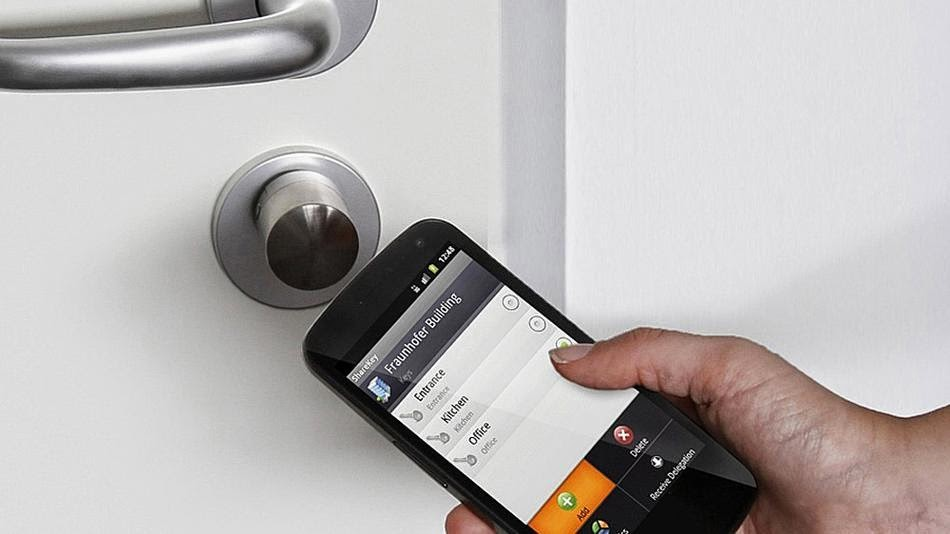 12:48
ShareKey
Fraunhofer Building
Keys
Entrance
Entrance
Kitchen
Kitchen
Office
Office
Delete
Add
Receive Delegation